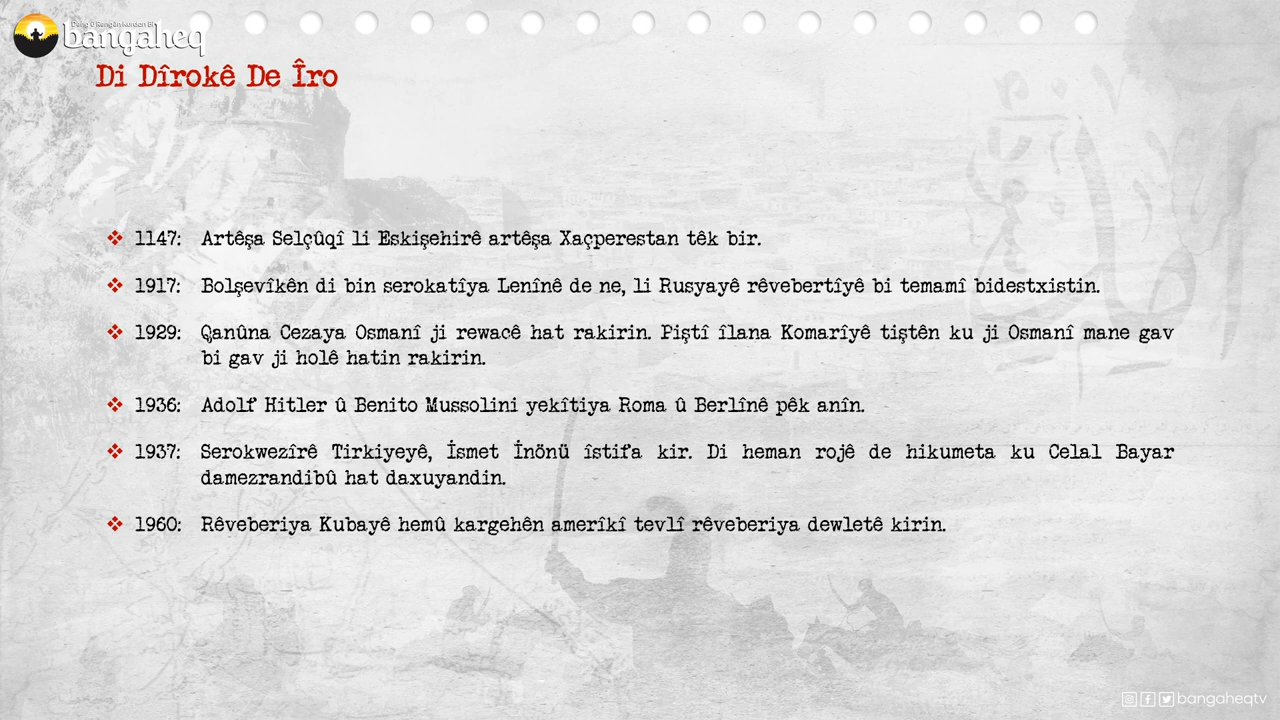 Deng û Rengên Kurdan Bi
bangaheq
Di Dîrokê De Îro
❖ 1147: Artêşa Selçûqî li Eskişehirê artêşa Xaçperestan têk bir.
❖ 1917: Bolşevîkên di bin serokatîya Lenînê de ne, li Rusyayê rêvebertîyê bi temamî bidestxistin.
❖ 1929: Qanûna Cezaya Osmanî ji rewacê hat rakirin. Piştî îlana Komarîyê tiştên ku ji Osmanî mane gav
bi gav ji holê hatin rakirin.
❖ 1936: Adolf Hitler û Benito Mussolini yekîtiya Roma û Berlînê pêk anîn.
❖ 1937: Serokwezîrê Tirkiyeyê, İsmet İnönü îstifa kir. Di heman rojê de hikumeta ku Celal Bayar
damezrandibû hat daxuyandin.
❖ 1960: Rêveberiya Kubayê hemû kargehên amerîkî tevlî rêveberiya dewletê kirin.
bangaheqtv